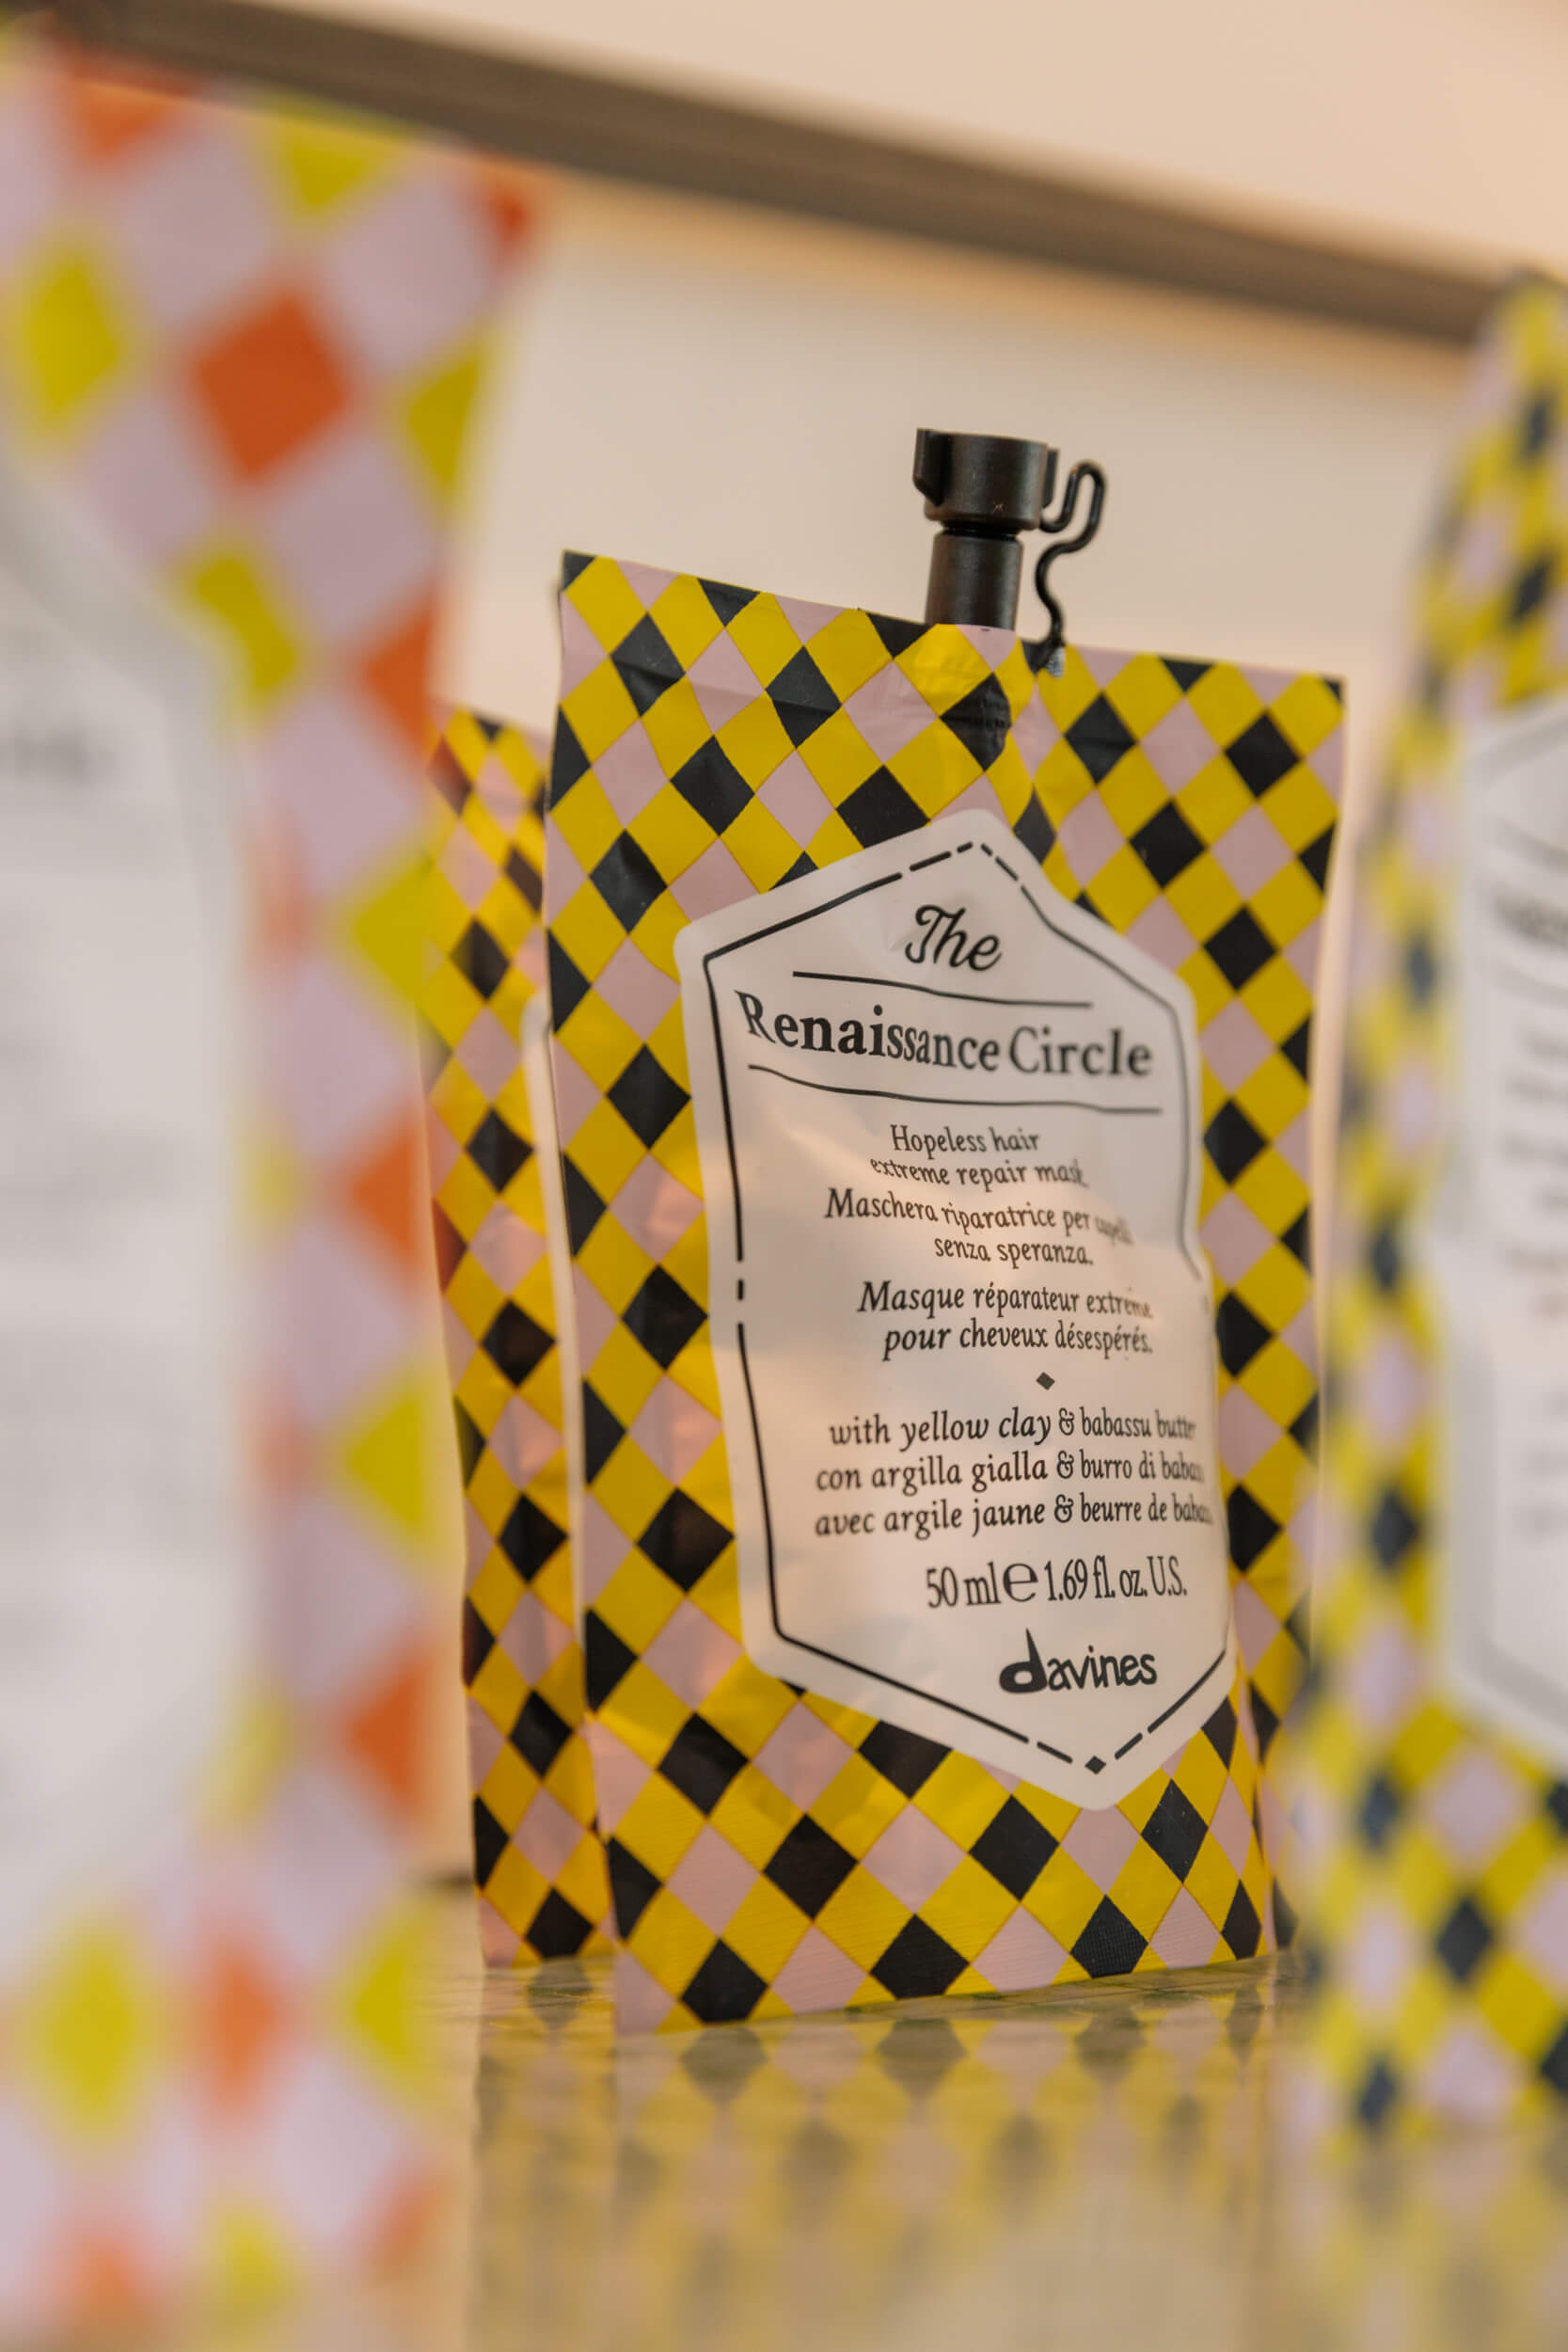 The
Renaissance Circle
Hopeless hair
extreme repair mask
Maschera riparatrice per capelli
senza speranza.
Masque réparateur extrême
pour cheveux désespérés.
with yellow clay & babassu butter
con argilla gialla & burro di
avec argile jaune & beurre de
50 ml ℮ 1.69 fl. oz. U.S.
davines